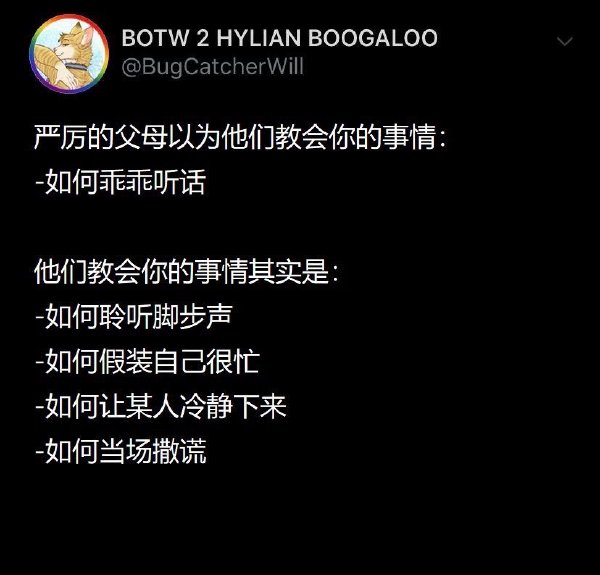 BOTW 2 HYLIAN BOOGALOO
@BugCatcherWill
严厉的父母以为他们教会你的事情：
-如何乖乖听话
他们教会你的事情其实是：
-如何聆听脚步声
-如何假装自己很忙
-如何让某人冷静下来
-如何当场撒谎